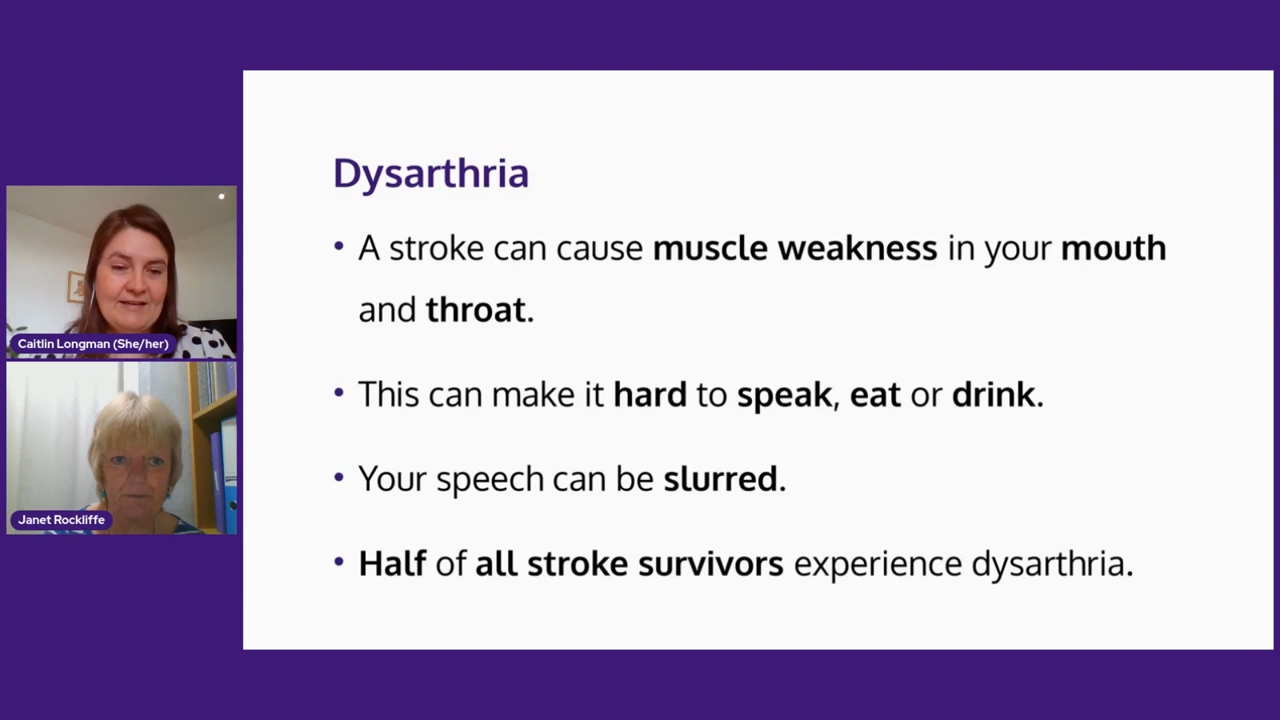 Dysarthria
• A stroke can cause muscle weakness in your mouth
and throat.
• This can make it hard to speak, eat or drink.
• Your speech can be slurred.
• Half of all stroke survivors experience dysarthria.
Caitlin Longman (She/her)
Janet Rockliffe